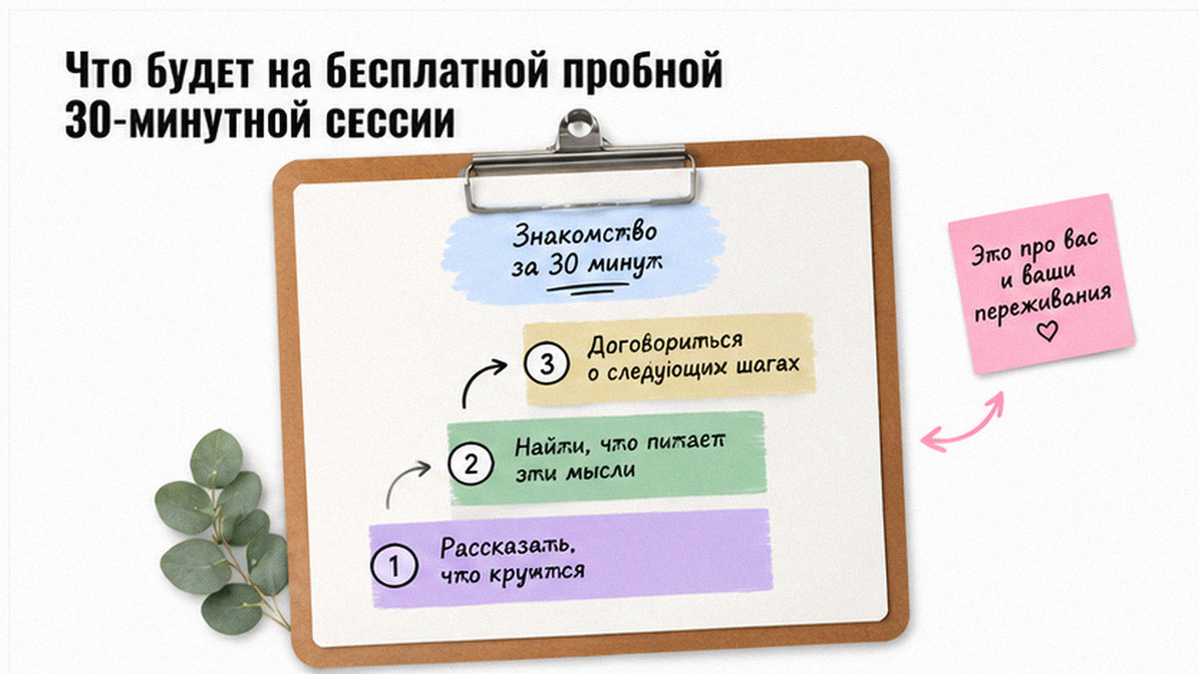 Что будет на бесплатной пробной
30-минутной сессии
Знакомство
за 30 минут
3
Договориться
о следующих шагах
2
Найти, что питает
эти мысли
1
Рассказать,
что крутится
Это про вас
и ваши
переживания
♡